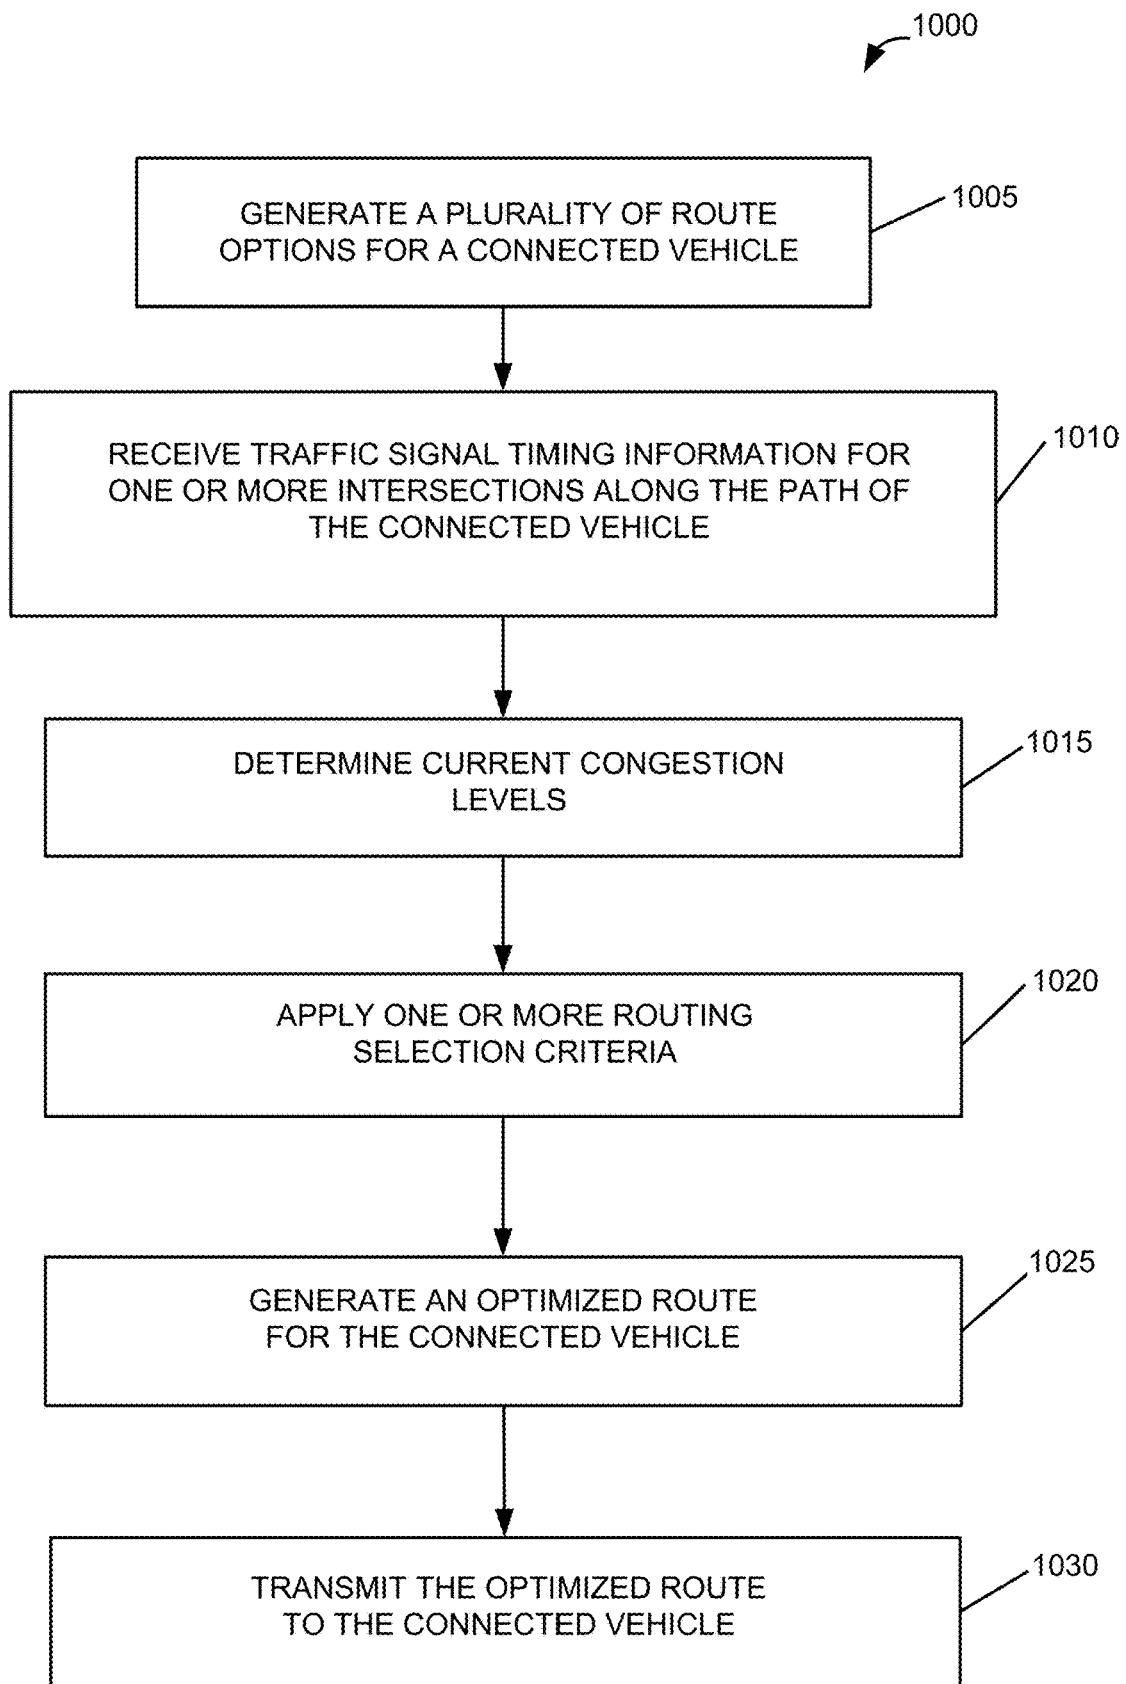 1000
GENERATE A PLURALITY OF ROUTE
OPTIONS FOR A CONNECTED VEHICLE
1005
RECEIVE TRAFFIC SIGNAL TIMING INFORMATION FOR
ONE OR MORE INTERSECTIONS ALONG THE PATH OF
THE CONNECTED VEHICLE
1010
DETERMINE CURRENT CONGESTION
LEVELS
1015
APPLY ONE OR MORE ROUTING
SELECTION CRITERIA
1020
GENERATE AN OPTIMIZED ROUTE
FOR THE CONNECTED VEHICLE
1025
TRANSMIT THE OPTIMIZED ROUTE
TO THE CONNECTED VEHICLE
1030